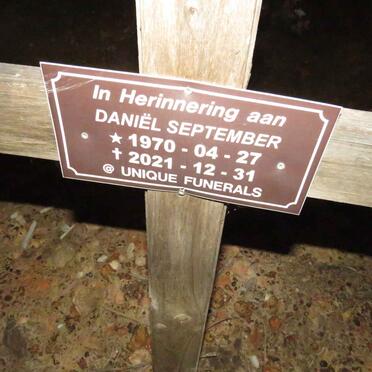 In Herinnering aan
DANIËL SEPTEMBER
★ 1970 - 04 - 27
✝ 2021 - 12 - 31
@ UNIQUE FUNERALS